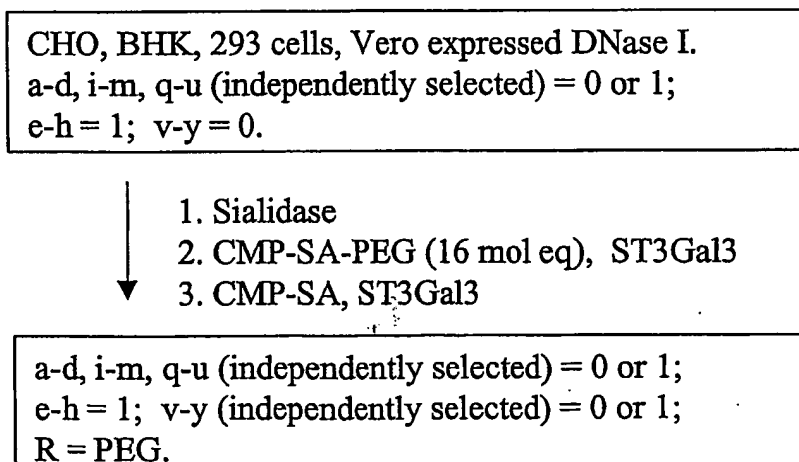 CHO, BHK, 293 cells, Vero expressed DNase I.
a-d, i-m, q-u (independently selected) = 0 or 1;
e-h = 1; v-y = 0.
1. Sialidase
2. CMP-SA-PEG (16 mol eq), ST3Gal3
3. CMP-SA, ST3Gal3
a-d, i-m, q-u (independently selected) = 0 or 1;
e-h = 1; v-y (independently selected) = 0 or 1;
R = PEG.